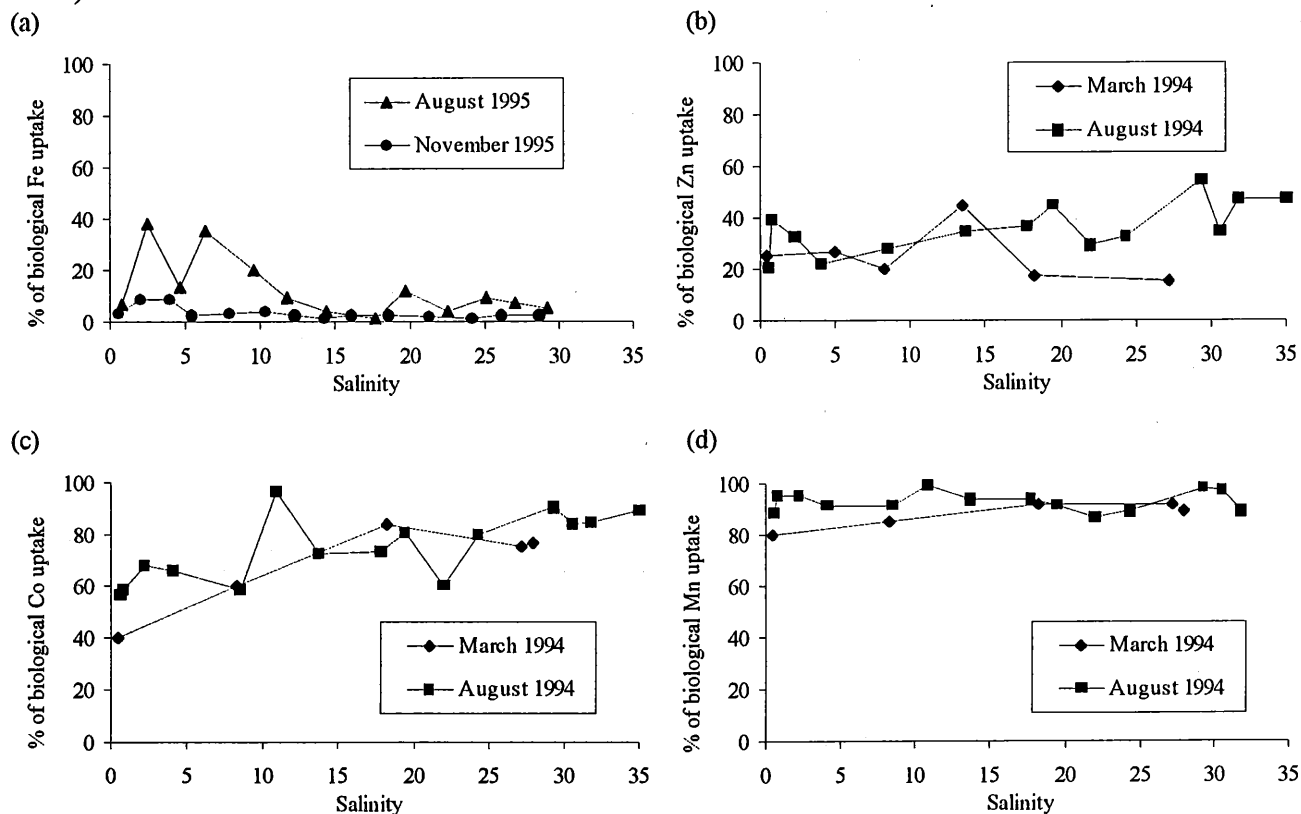 (a)
% of biological Fe uptake
100
80
60
40
20
0
0 5 10 15 20 25 30 35
Salinity
August 1995
November 1995
(b)
% of biological Zn uptake
100
80
60
40
20
0
0 5 10 15 20 25 30 35
Salinity
March 1994
August 1994
(c)
% of biological Co uptake
100
80
60
40
20
0
0 5 10 15 20 25 30 35
Salinity
March 1994
August 1994
(d)
% of biological Mn uptake
100
80
60
40
20
0
0 5 10 15 20 25 30 35
Salinity
March 1994
August 1994